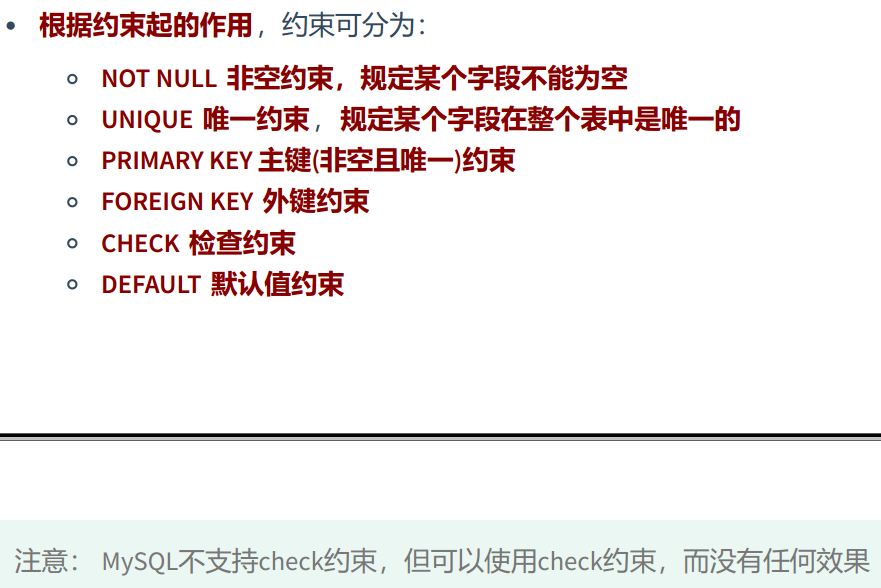 根据约束起的作用，约束可分为：
NOT NULL 非空约束，规定某个字段不能为空
UNIQUE 唯一约束，规定某个字段在整个表中是唯一的
PRIMARY KEY 主键(非空且唯一)约束
FOREIGN KEY 外键约束
CHECK 检查约束
DEFAULT 默认值约束
注意： MySQL不支持check约束，但可以使用check约束，而没有任何效果